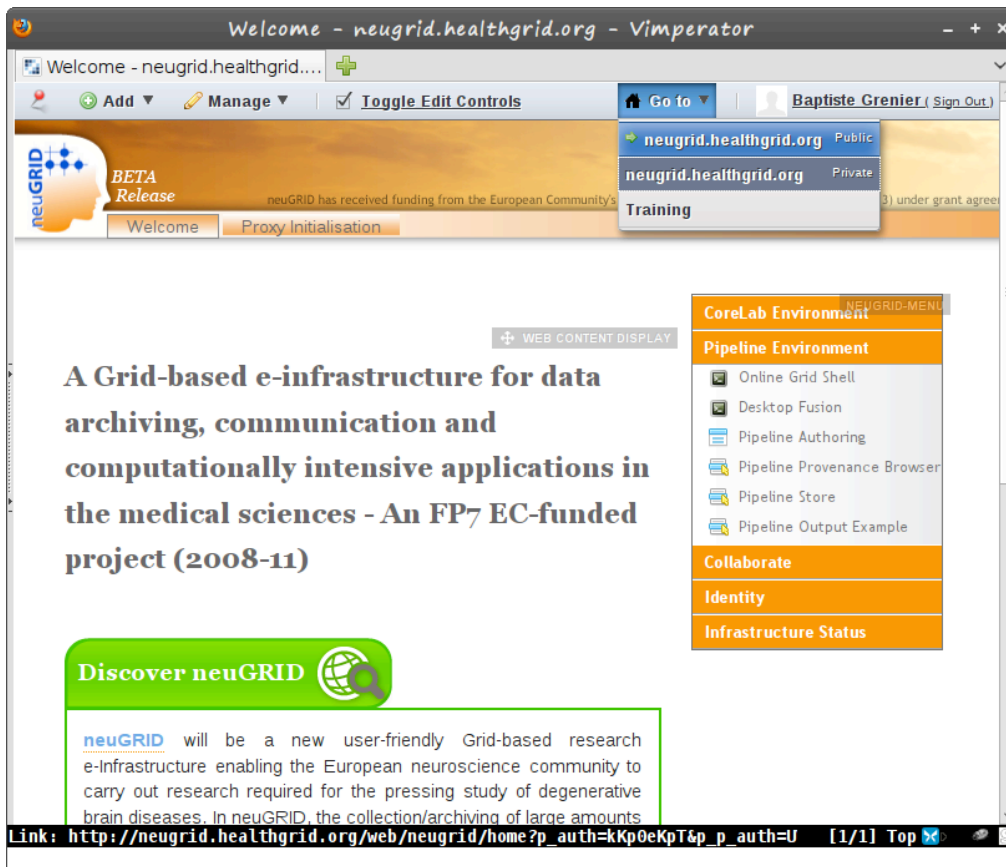 Welcome - neugrid.healthgrid.org - Vimperator
Welcome - neugrid.healthgrid....
Add Manage Toggle Edit Controls Go to Baptiste Grenier ( Sign Out )
neugrid.healthgrid.org Public
neugrid.healthgrid.org Private
Training
neuGRID
BETA
Release
neuGRID has received funding from the European Community's
3) under grant agree
Welcome Proxy Initialisation
NEUGRID-MENU
CoreLab Environment
WEB CONTENT DISPLAY
Pipeline Environment
Online Grid Shell
Desktop Fusion
Pipeline Authoring
Pipeline Provenance Browser
Pipeline Store
Pipeline Output Example
Collaborate
Identity
Infrastructure Status
A Grid-based e-infrastructure for data
archiving, communication and
computationally intensive applications in
the medical sciences - An FP7 EC-funded
project (2008-11)
Discover neuGRID
neuGRID will be a new user-friendly Grid-based research
e-Infrastructure enabling the European neuroscience community to
carry out research required for the pressing study of degenerative
brain diseases. In neuGRID, the collection/archiving of large amounts
Link: http://neugrid.healthgrid.org/web/neugrid/home?p_auth=kKp0eKpT&p_p_auth=U [1/1] Top